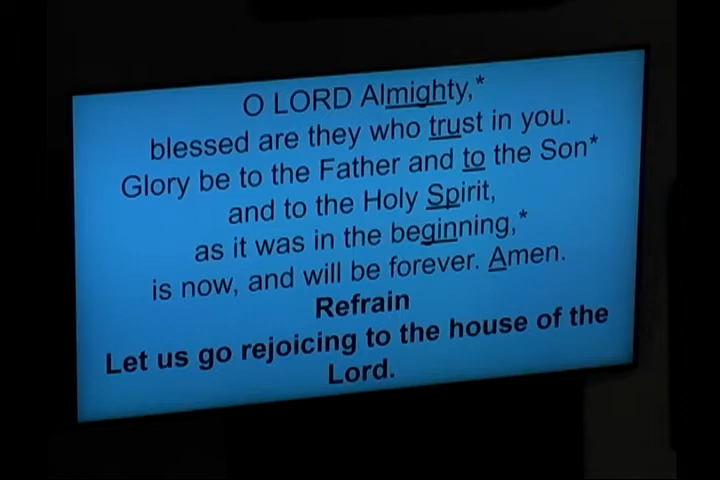 O LORD Almighty,*
blessed are they who trust in you.
Glory be to the Father and to the Son*
and to the Holy Spirit,
as it was in the beginning,*
is now, and will be forever. Amen.
Refrain
Let us go rejoicing to the house of the
Lord.